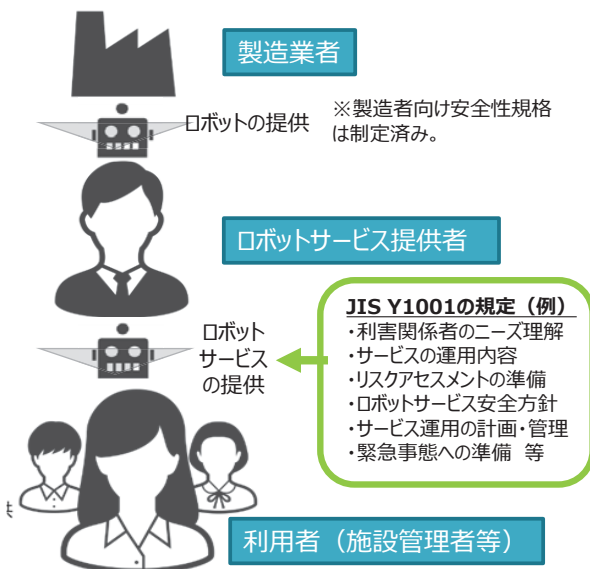 製造業者
ロボットの提供
※製造者向け安全性規格
は制定済み。
ロボットサービス提供者
ロボット
サービス
の提供
JIS Y1001の規定（例）
・利害関係者のニーズ理解
・サービスの運用内容
・リスクアセスメントの準備
・ロボットサービス安全方針
・サービス運用の計画・管理
・緊急事態への準備 等
利用者（施設管理者等）